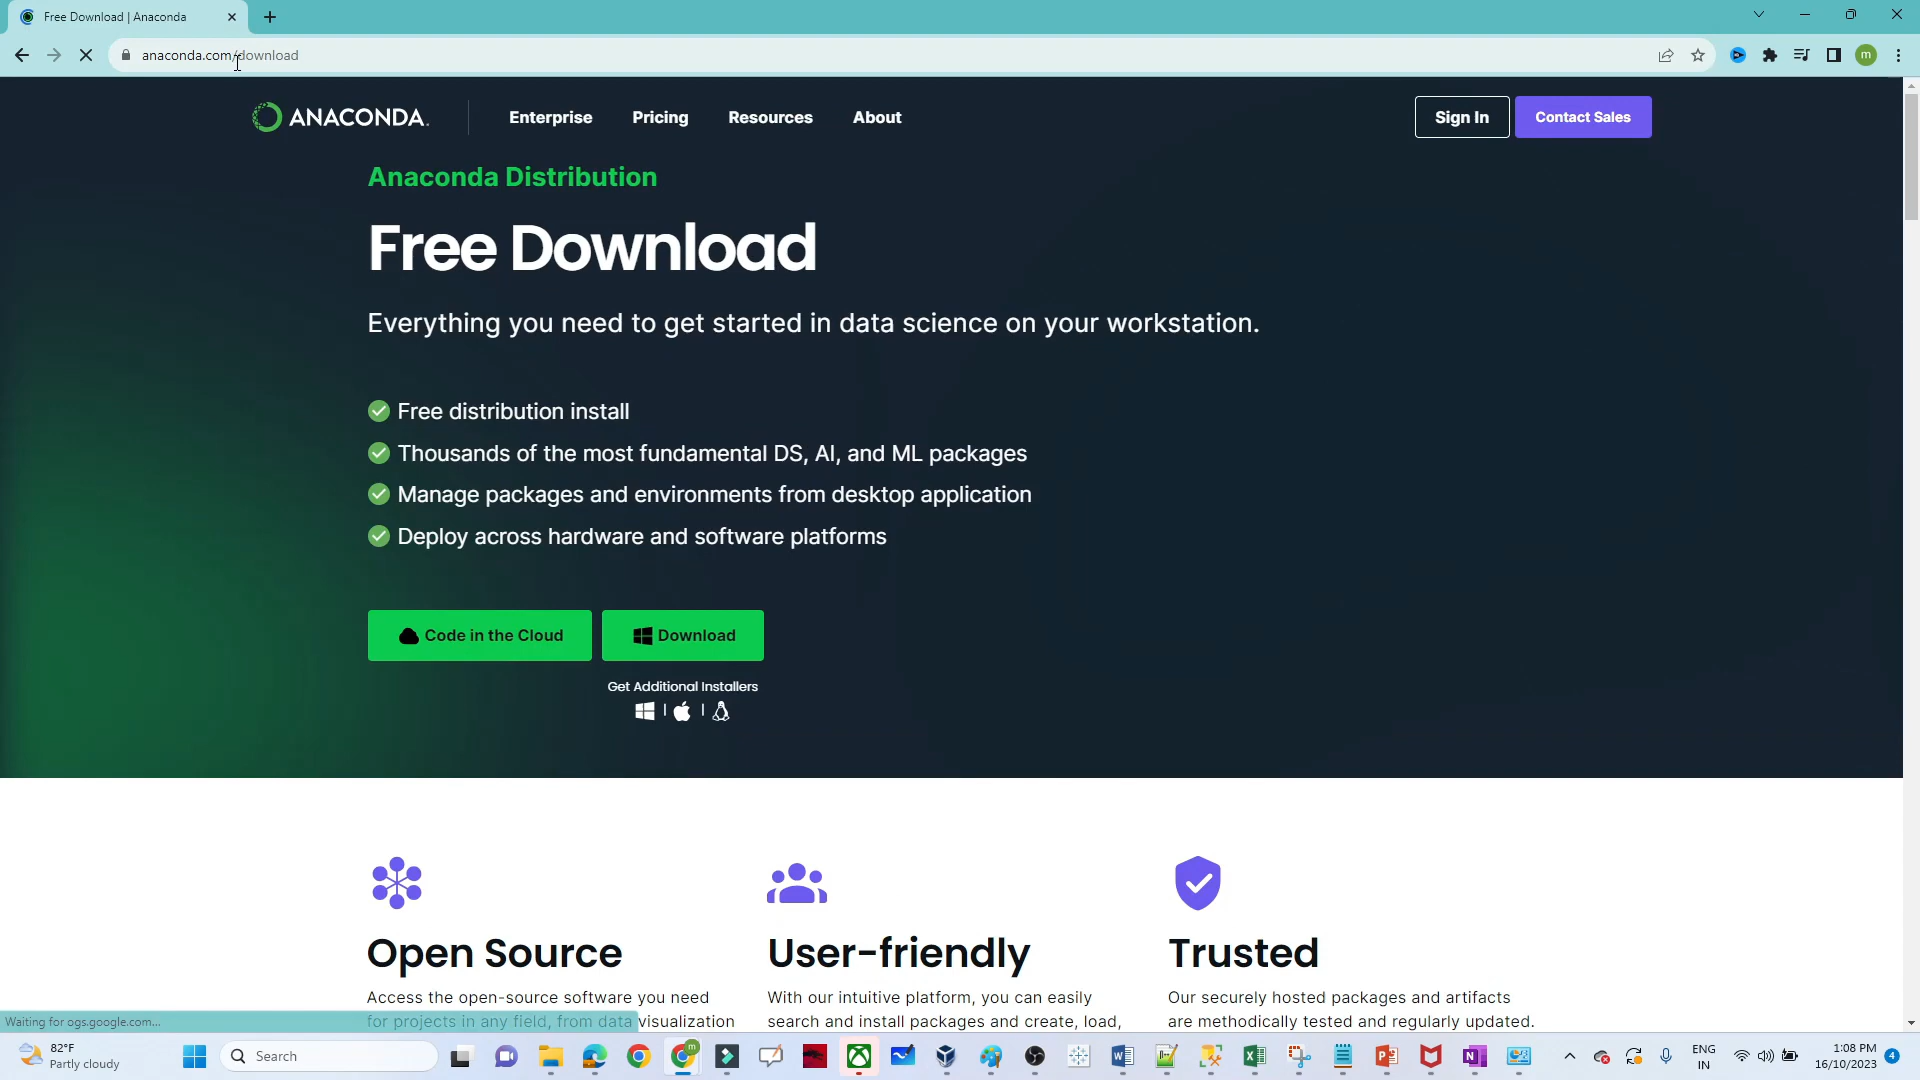 Free Download | Anaconda
anaconda.com/download
m
ANACONDA.
Enterprise
Pricing
Resources
About
Sign In
Contact Sales
Anaconda Distribution
Free Download
Everything you need to get started in data science on your workstation.
Free distribution install
Thousands of the most fundamental DS, AI, and ML packages
Manage packages and environments from desktop application
Deploy across hardware and software platforms
Code in the Cloud
Download
Get Additional Installers
Open Source
User-friendly
Trusted
Access the open-source software you need
for projects in any field, from data visualization
With our intuitive platform, you can easily
search and install packages and create, load,
Our securely hosted packages and artifacts
are methodically tested and regularly updated.
Waiting for ogs.google.com...
82°F
Partly cloudy
Search
ENG
IN
1:08 PM
16/10/2023
4